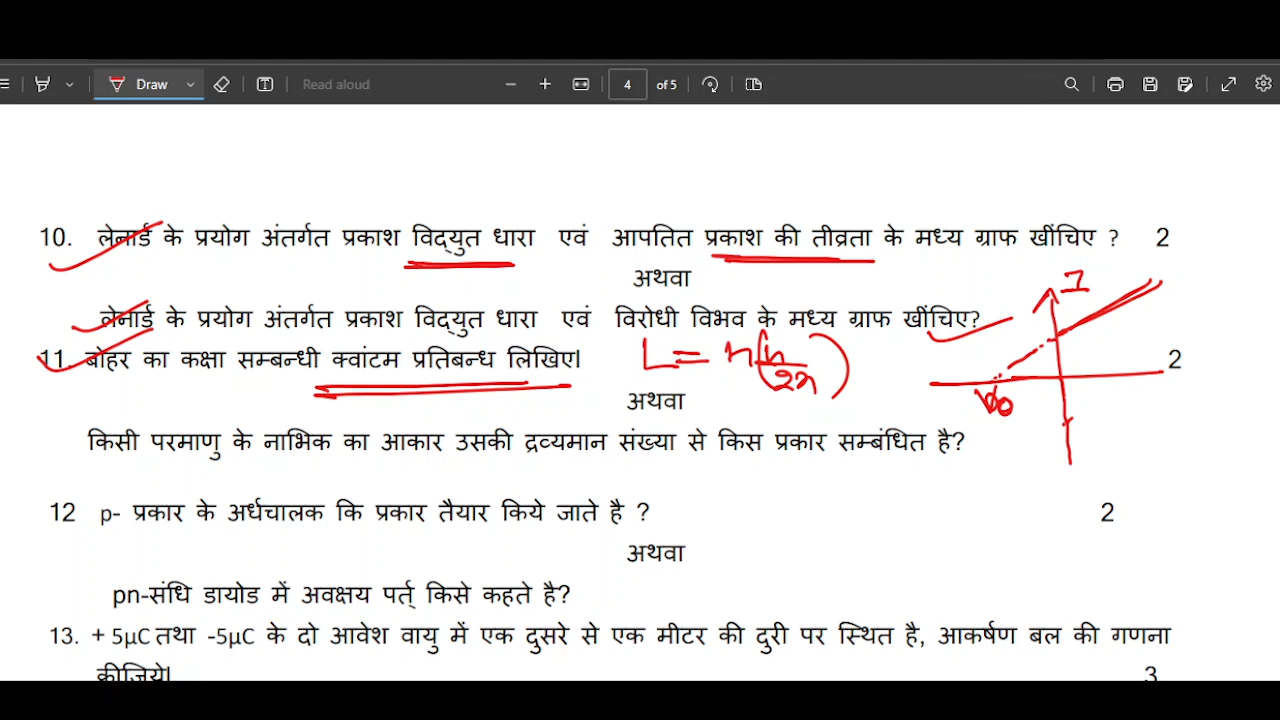 Draw
Read aloud
4 of 5
10. लेनार्ड के प्रयोग अंतर्गत प्रकाश विद्युत धारा एवं आपतित प्रकाश की तीव्रता के मध्य ग्राफ खींचिए ? 2
अथवा
लेनार्ड के प्रयोग अंतर्गत प्रकाश विद्युत धारा एवं विरोधी विभव के मध्य ग्राफ खींचिए?
I
11. बोहर का कक्षा सम्बन्धी क्वांटम प्रतिबन्ध लिखिए। 2
L = n(h/2π)
अथवा
किसी परमाणु के नाभिक का आकार उसकी द्रव्यमान संख्या से किस प्रकार सम्बंधित है?
12 p- प्रकार के अर्धचालक कि प्रकार तैयार किये जाते है ? 2
अथवा
pn-संधि डायोड में अवक्षय पर्त् किसे कहते है?
13. + 5μC तथा -5μC के दो आवेश वायु में एक दुसरे से एक मीटर की दुरी पर स्थित है, आकर्षण बल की गणना
कीजिये। 3